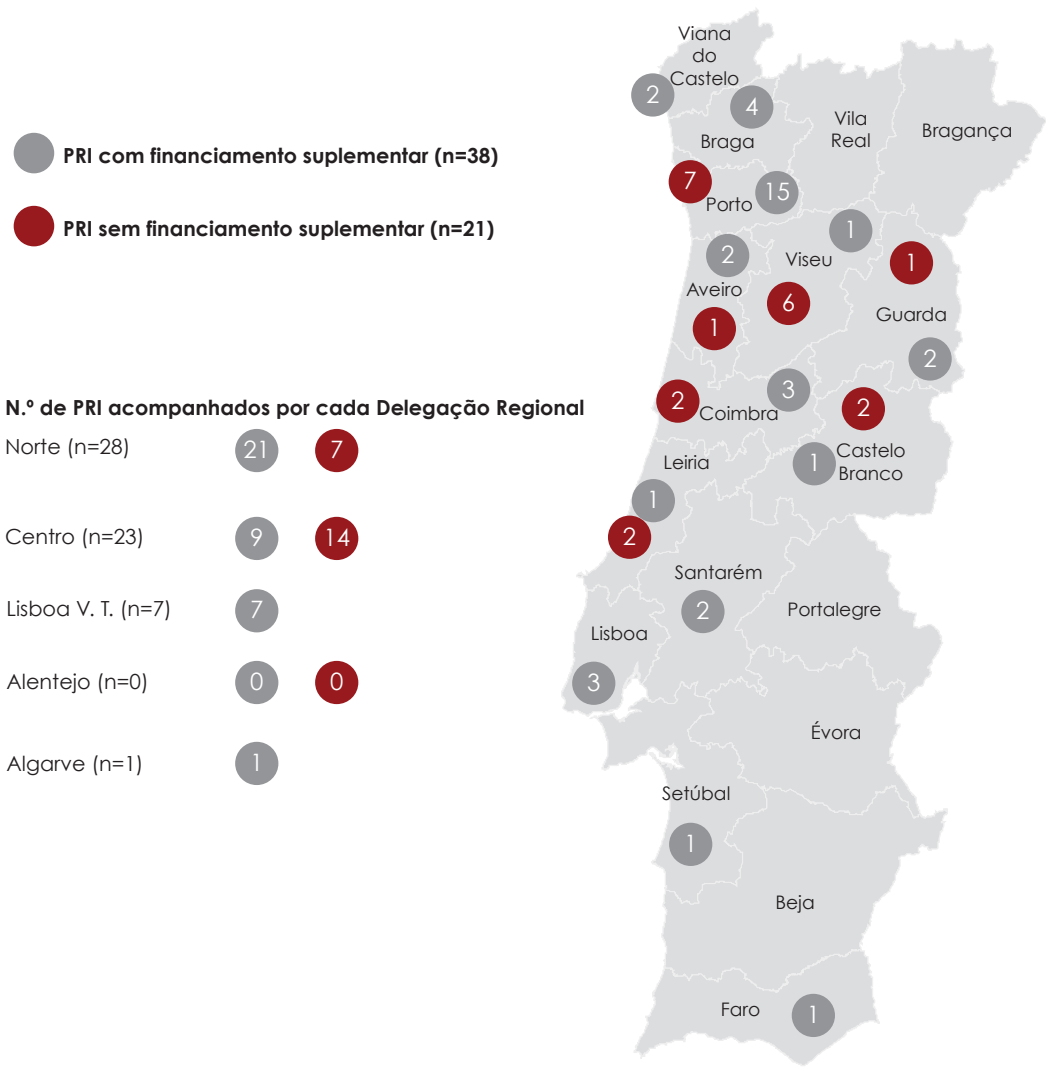 PRI com financiamento suplementar (n=38)
PRI sem financiamento suplementar (n=21)
N.º de PRI acompanhados por cada Delegação Regional
Norte (n=28) 21 7
Centro (n=23) 9 14
Lisboa V. T. (n=7) 7
Alentejo (n=0) 0 0
Algarve (n=1) 1
Viana
do
Castelo
2
4
Braga
Vila
Real
Bragança
7
15
Porto
1
2
Viseu
1
Aveiro
6
Guarda
1
2
3
2
Coimbra
2
Castelo
Branco
1
Leiria
1
2
Santarém
2
Portalegre
Lisboa
3
Évora
Setúbal
1
Beja
Faro
1